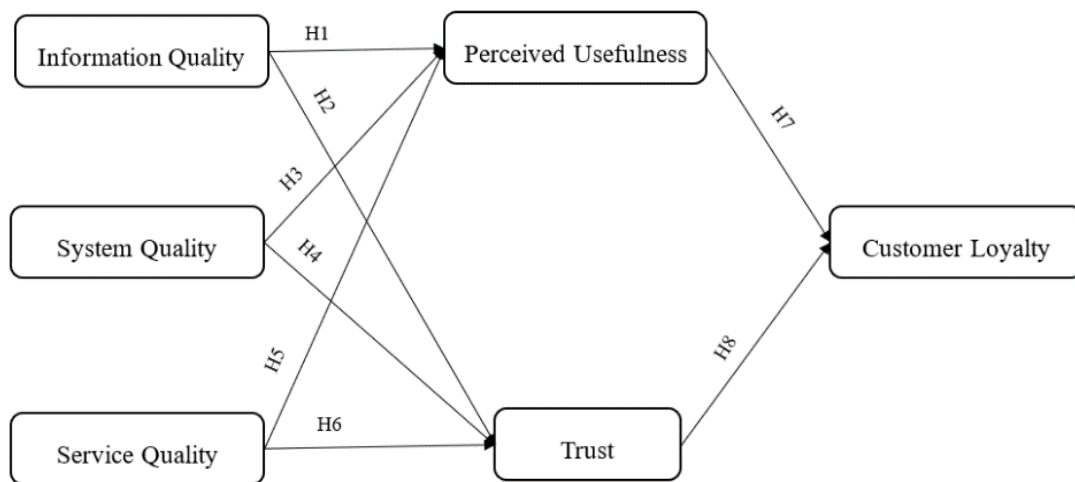 Information Quality
H1
Perceived Usefulness
H2
H7
H3
System Quality
H4
Customer Loyalty
H5
H8
H6
Service Quality
Trust